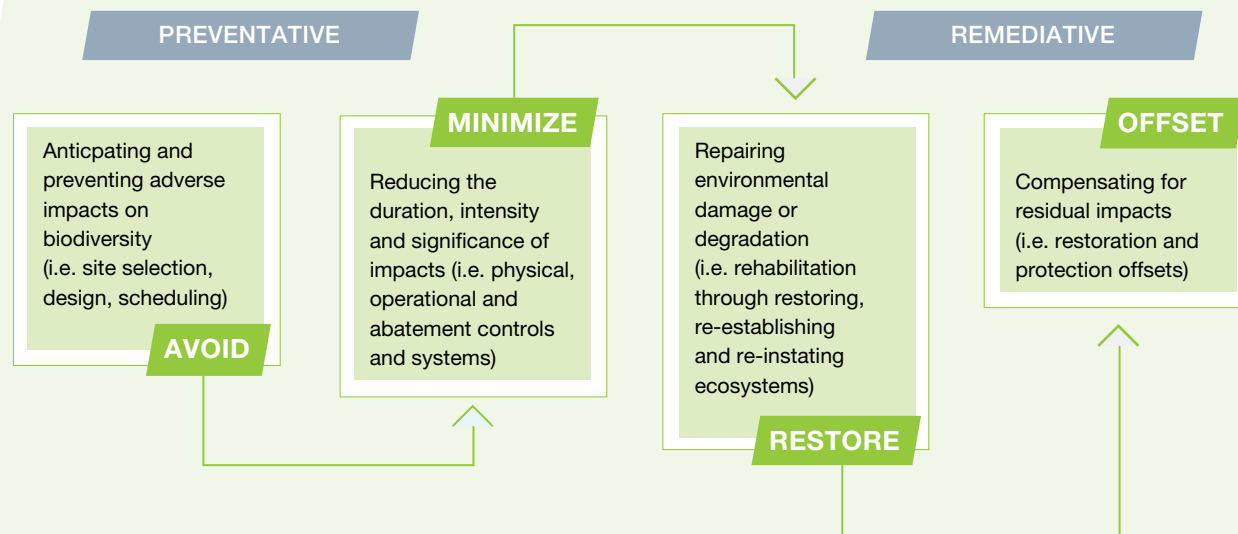 PREVENTATIVE
REMEDIATIVE
Anticpating and
preventing adverse
impacts on
biodiversity
(i.e. site selection,
design, scheduling)
AVOID
MINIMIZE
Reducing the
duration, intensity
and significance of
impacts (i.e. physical,
operational and
abatement controls
and systems)
Repairing
environmental
damage or
degradation
(i.e. rehabilitation
through restoring,
re-establishing
and re-instating
ecosystems)
RESTORE
OFFSET
Compensating for
residual impacts
(i.e. restoration and
protection offsets)